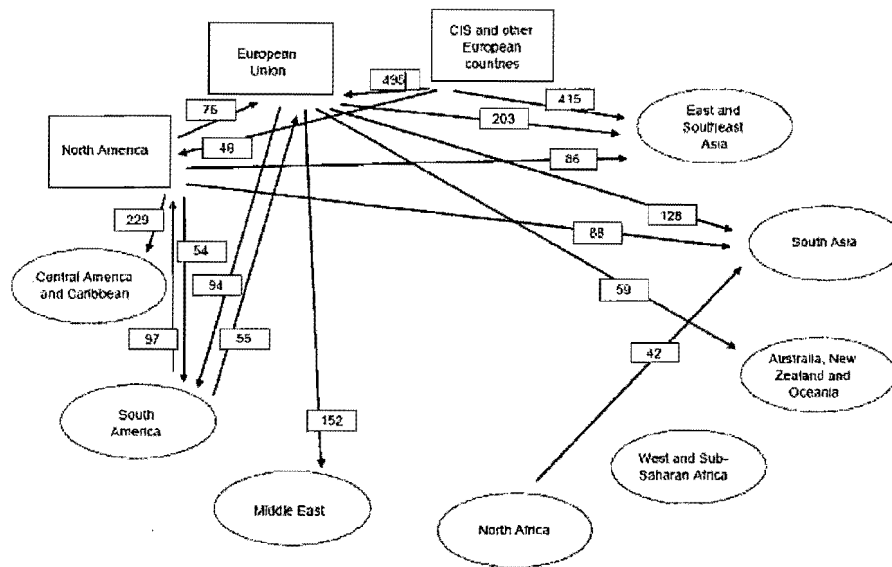 CIS and other
European
countries
European
Union
495
415
75
203
East and
Southeast
Asia
North America
48
86
128
229
54
88
South Asia
Central America
and Caribbean
94
59
97
55
42
Australia, New
Zealand and
Oceania
South
America
152
West and Sub-
Saharan Africa
Middle East
North Africa